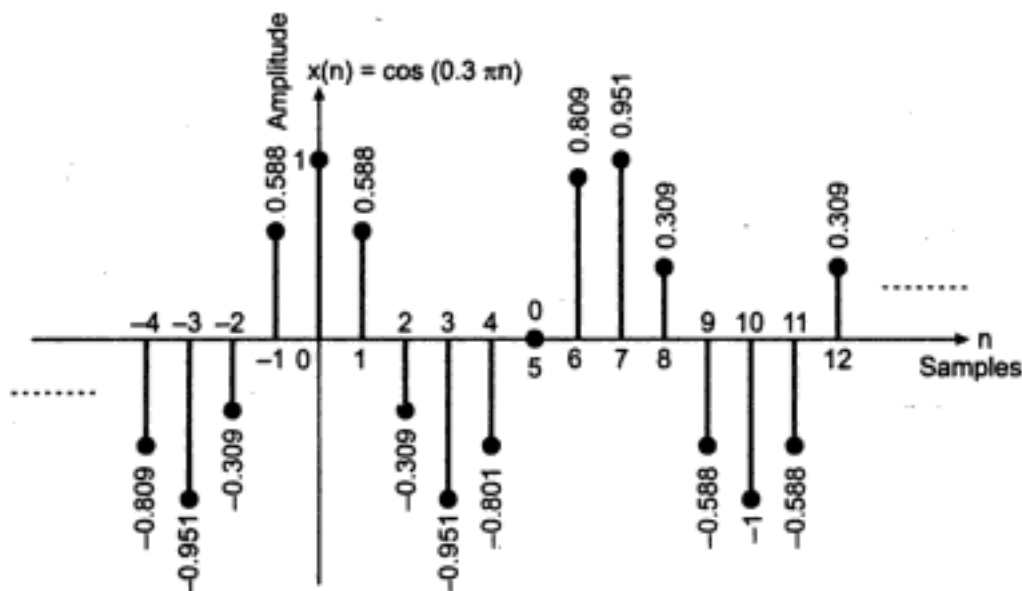 Amplitude
x(n) = cos (0.3 πn)
0.588
1
0.588
0.809
0.951
0.309
0.309
0
–4 –3 –2 2 3 4 9 10 11
n
–1 0 1 5 6 7 8 12
Samples
–0.809
–0.951
–0.309
–0.309
–0.951
–0.801
–0.588
–1
–0.588